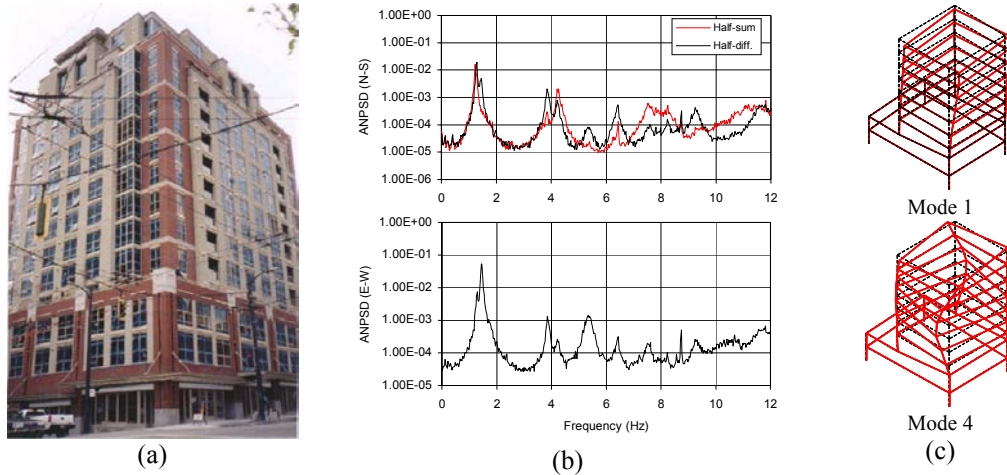 1.00E+00
1.00E-01
1.00E-02
1.00E-03
1.00E-04
1.00E-05
1.00E-06
ANPSD (N-S)
Half-sum
Half-diff.
0 2 4 6 8 10 12
1.00E+00
1.00E-01
1.00E-02
1.00E-03
1.00E-04
1.00E-05
ANPSD (E-W)
0 2 4 6 8 10 12
Frequency (Hz)
Mode 1
Mode 4
(a)
(b)
(c)